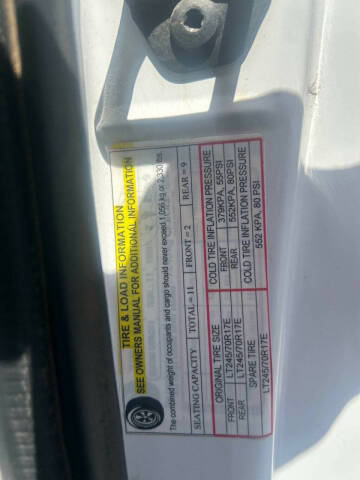 TIRE & LOAD INFORMATION
SEE OWNERS MANUAL FOR ADDITIONAL INFORMATION
The combined weight of occupants and cargo should never exceed 1,056 kg or 2,330 lbs.
SEATING CAPACITY TOTAL = 11 FRONT = 2 REAR = 9
ORIGINAL TIRE SIZE COLD TIRE INFLATION PRESSURE
FRONT LT245/70R17E FRONT 379KPA, 55PSI
REAR LT245/70R17E REAR 552KPA, 80PSI
SPARE TIRE COLD TIRE INFLATION PRESSURE
LT245/70R17E 552 KPA, 80 PSI